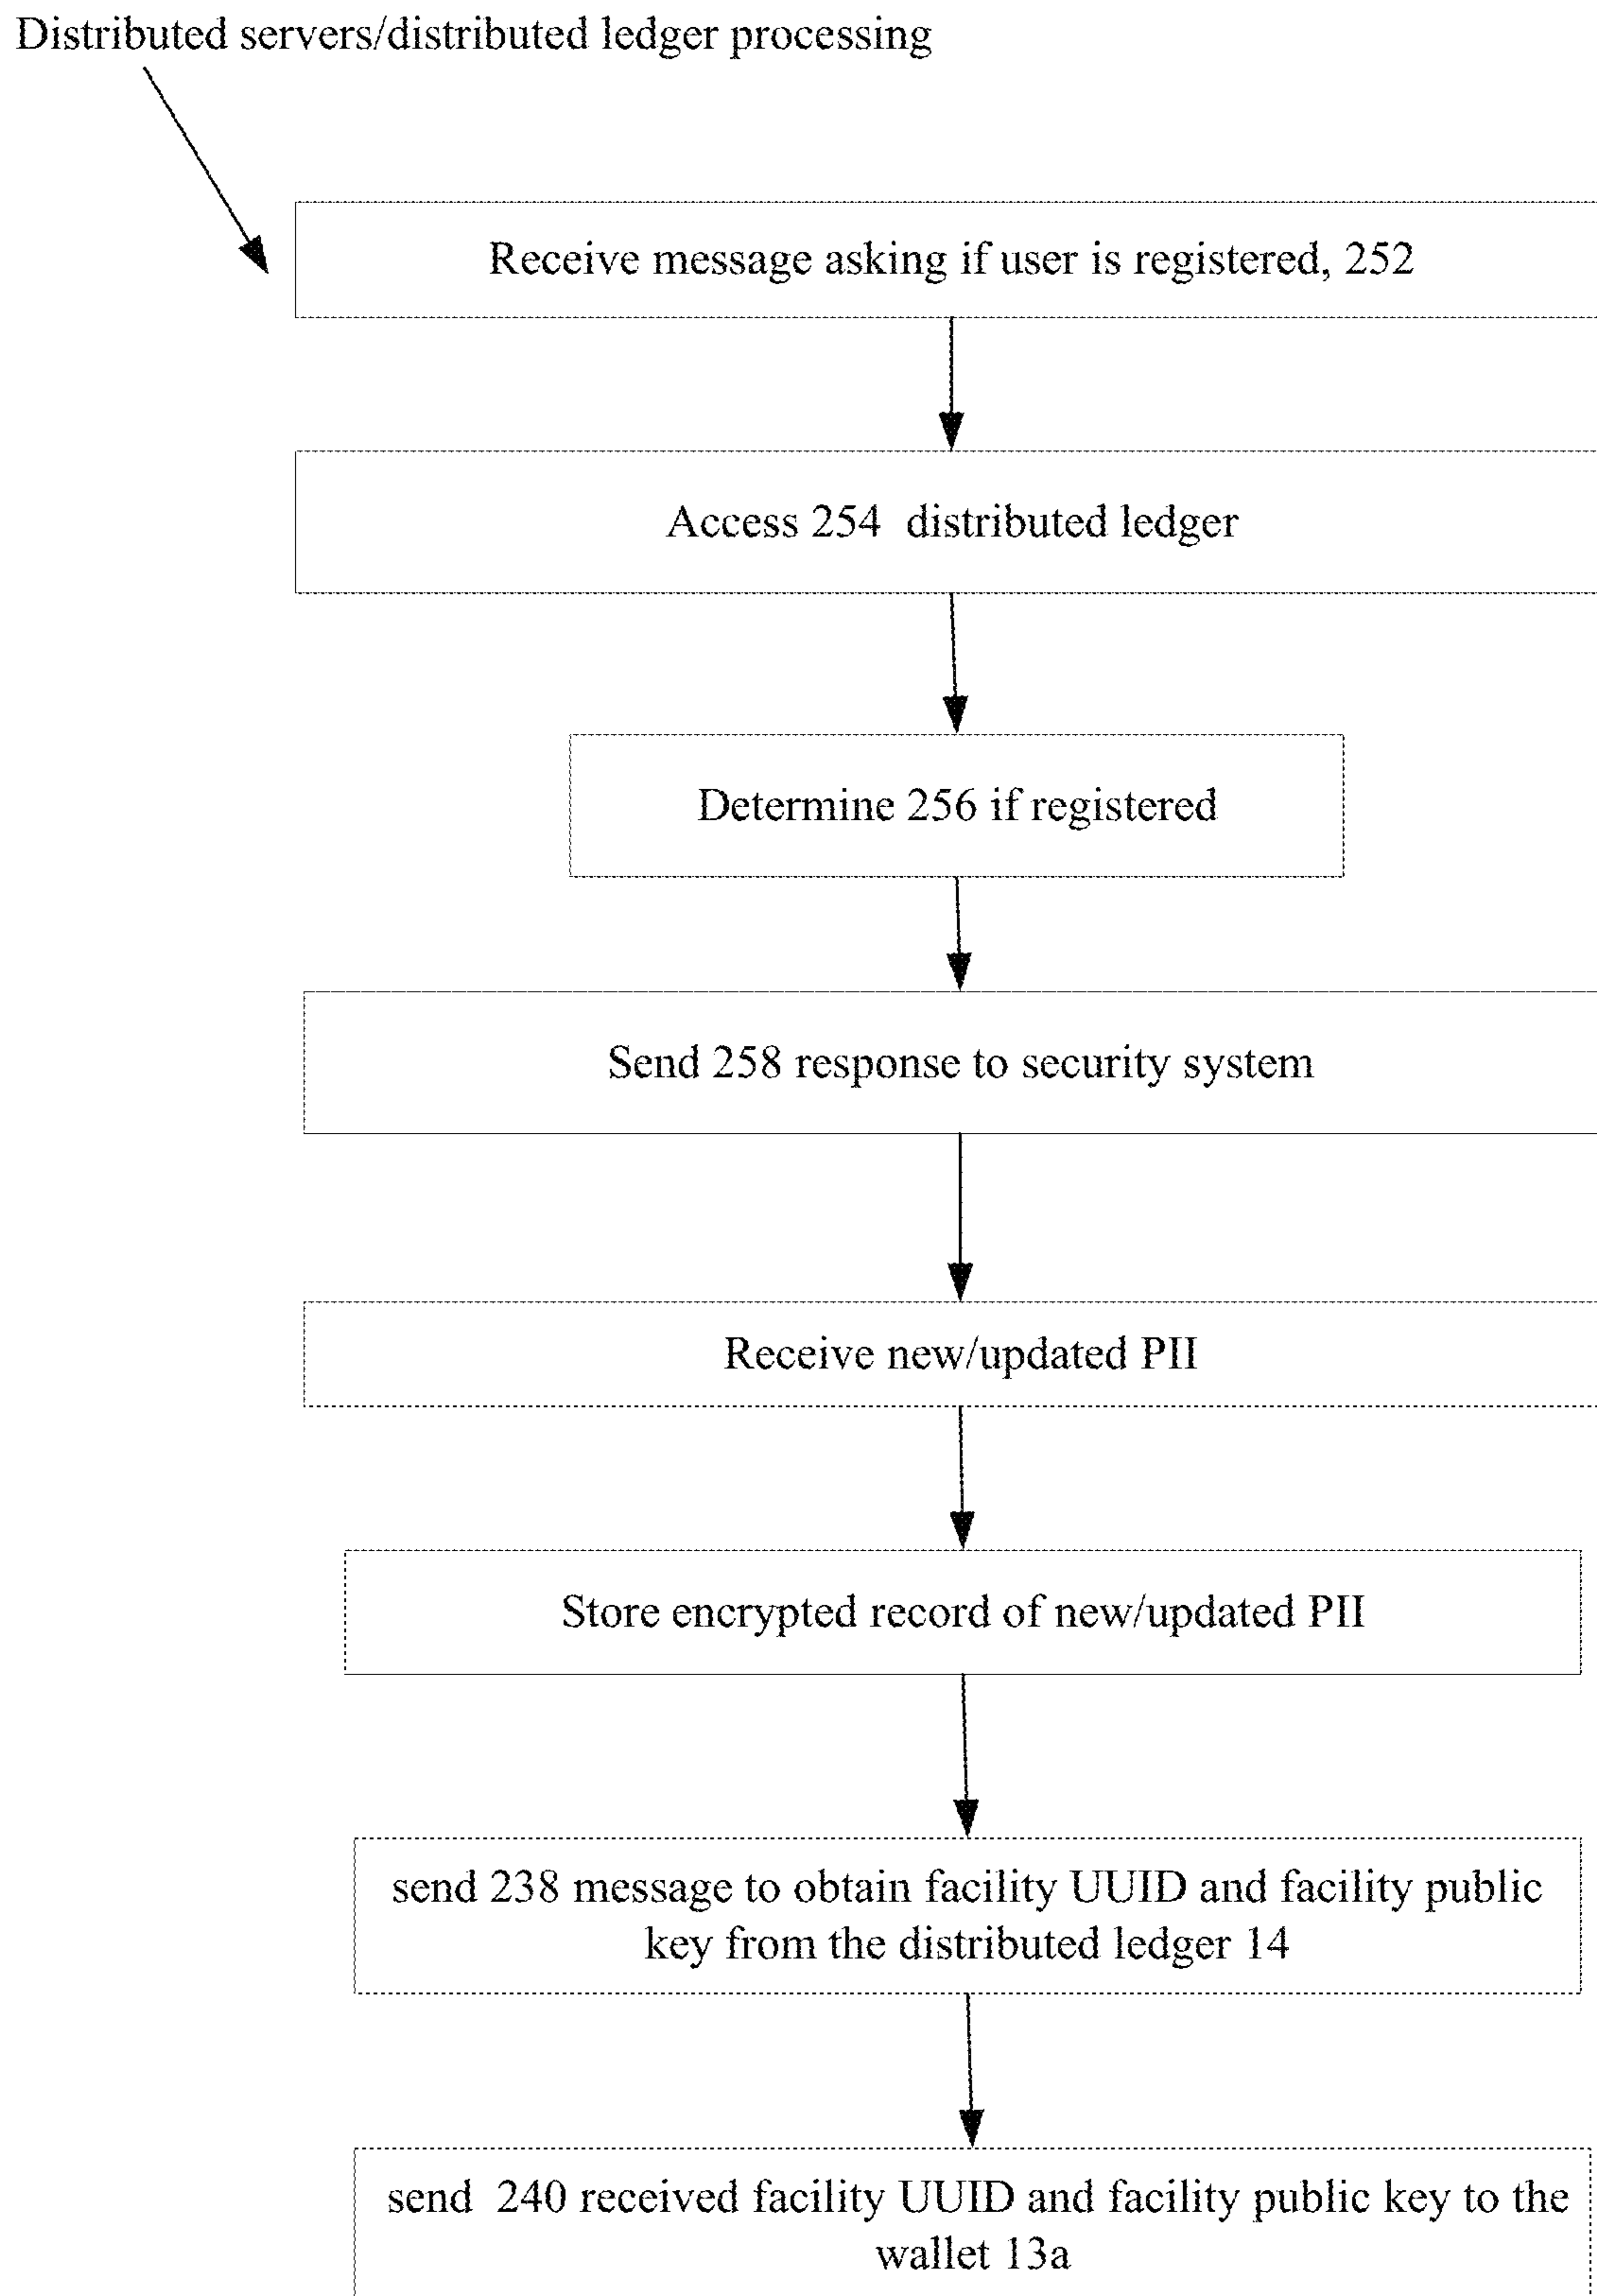 Distributed servers/distributed ledger processing
Receive message asking if user is registered, 252
Access 254 distributed ledger
Determine 256 if registered
Send 258 response to security system
Receive new/updated PII
Store encrypted record of new/updated PII
send 238 message to obtain facility UUID and facility public
key from the distributed ledger 14
send 240 received facility UUID and facility public key to the
wallet 13a